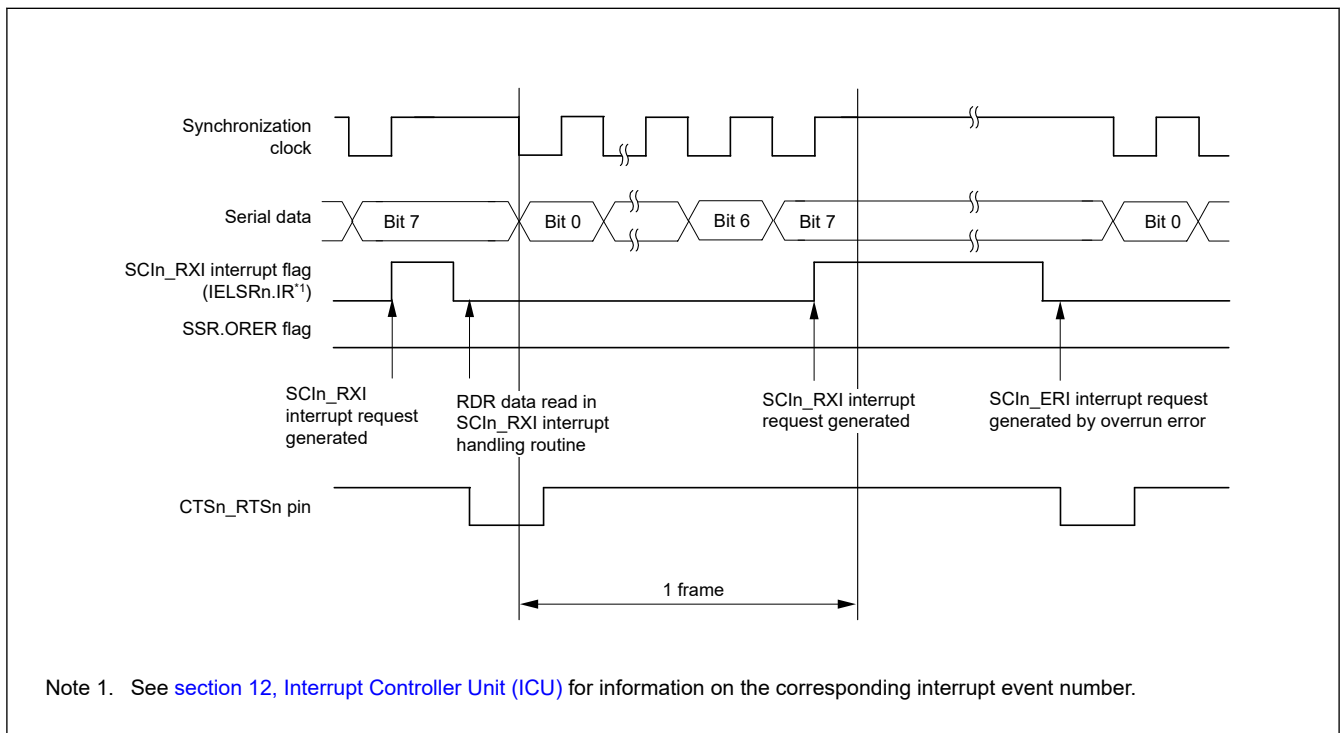 Synchronization
clock
Serial data
Bit 7
Bit 0
Bit 6
Bit 7
Bit 0
SCIn_RXI interrupt flag
(IELSRn.IR*1)
SSR.ORER flag
SCIn_RXI
interrupt request
generated
RDR data read in
SCIn_RXI interrupt
handling routine
SCIn_RXI interrupt
request generated
SCIn_ERI interrupt request
generated by overrun error
CTSn_RTSn pin
1 frame
Note 1. See section 12, Interrupt Controller Unit (ICU) for information on the corresponding interrupt event number.